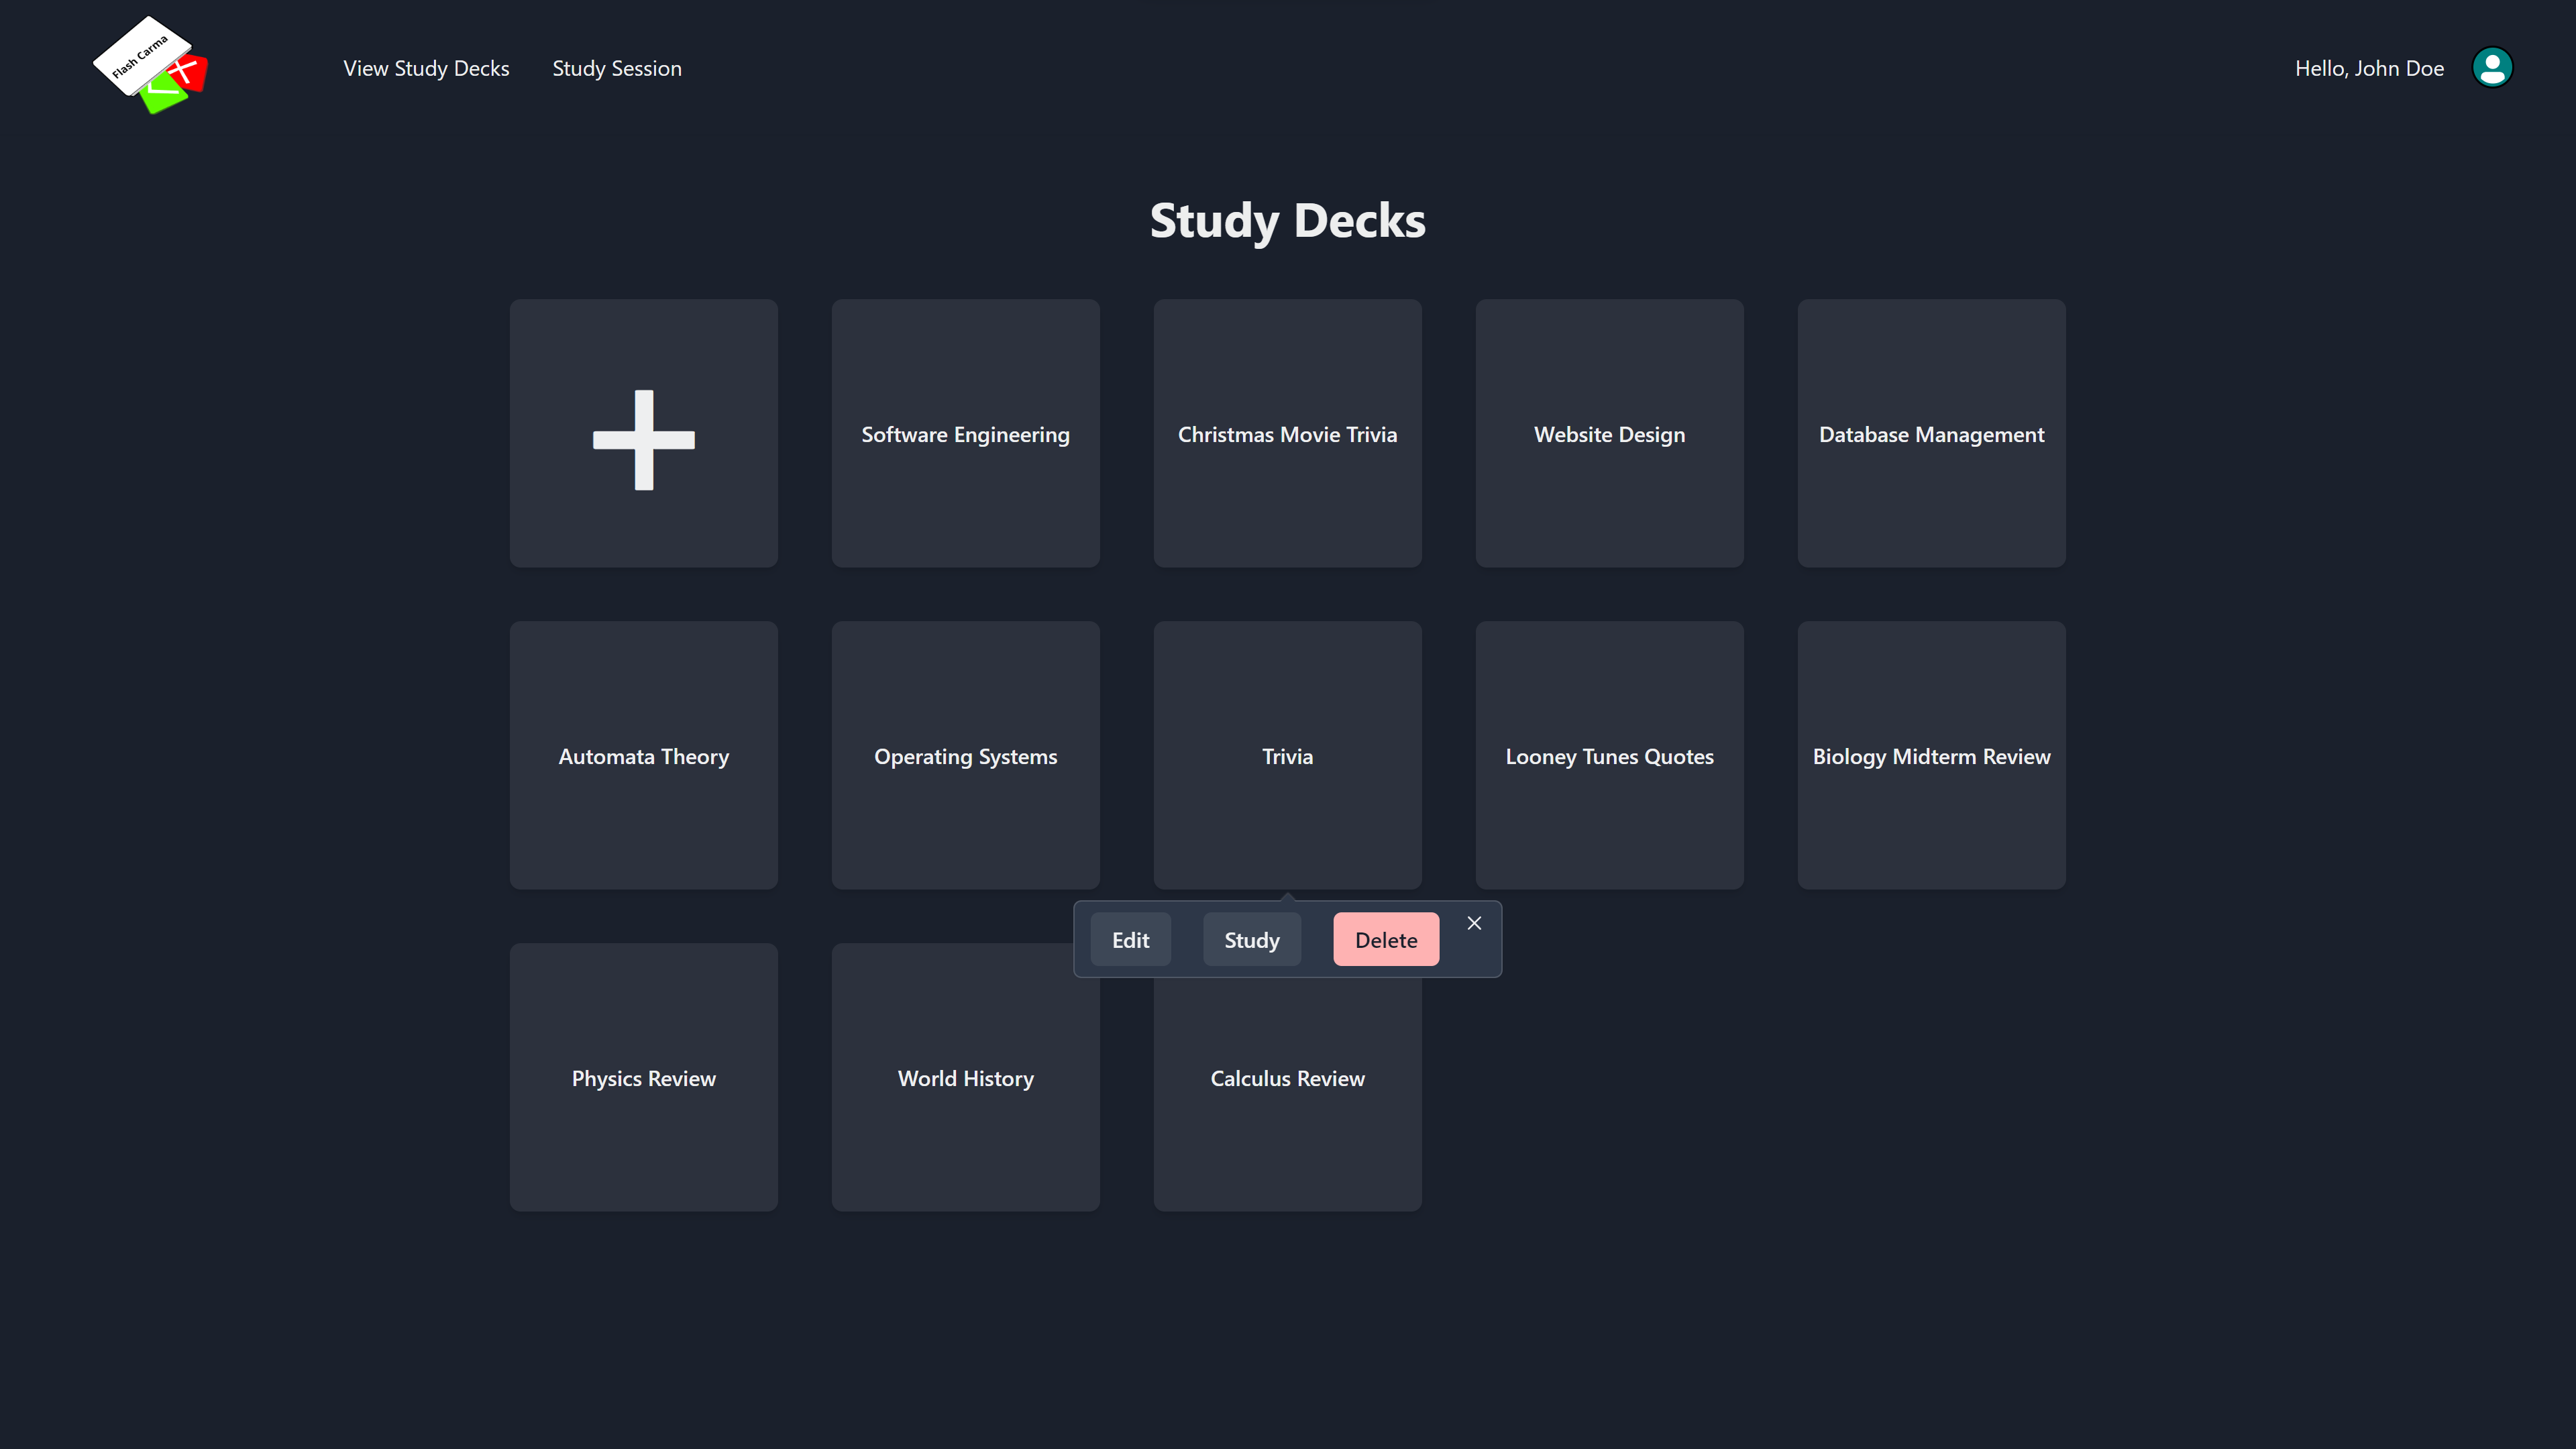 Flash Carma
View Study Decks
Study Session
Hello, John Doe
Study Decks
Software Engineering
Christmas Movie Trivia
Website Design
Database Management
Automata Theory
Operating Systems
Trivia
Looney Tunes Quotes
Biology Midterm Review
Edit
Study
Delete
Physics Review
World History
Calculus Review